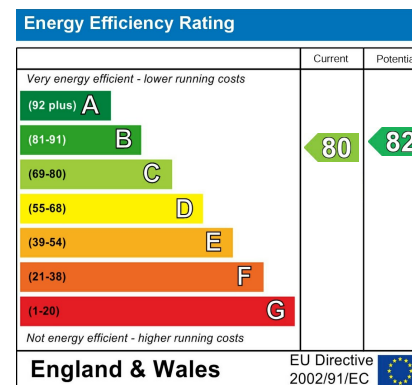 Energy Efficiency Rating
Current
Very energy efficient - lower running costs
(92 plus) A
(81-91) B
(69-80) C
(55-68) D
(39-54) E
(21-38) F
(1-20) G
80
82
Not energy efficient - higher running costs
England & Wales
EU Directive
2002/91/EC